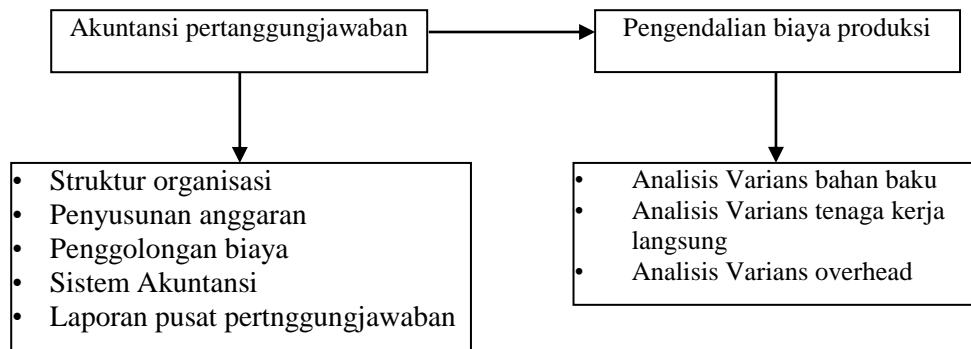 Akuntansi pertanggungjawaban
Pengendalian biaya produksi
• Struktur organisasi
• Penyusunan anggaran
• Penggolongan biaya
• Sistem Akuntansi
• Laporan pusat pertnggungjawaban
• Analisis Varians bahan baku
• Analisis Varians tenaga kerja
langsung
• Analisis Varians overhead